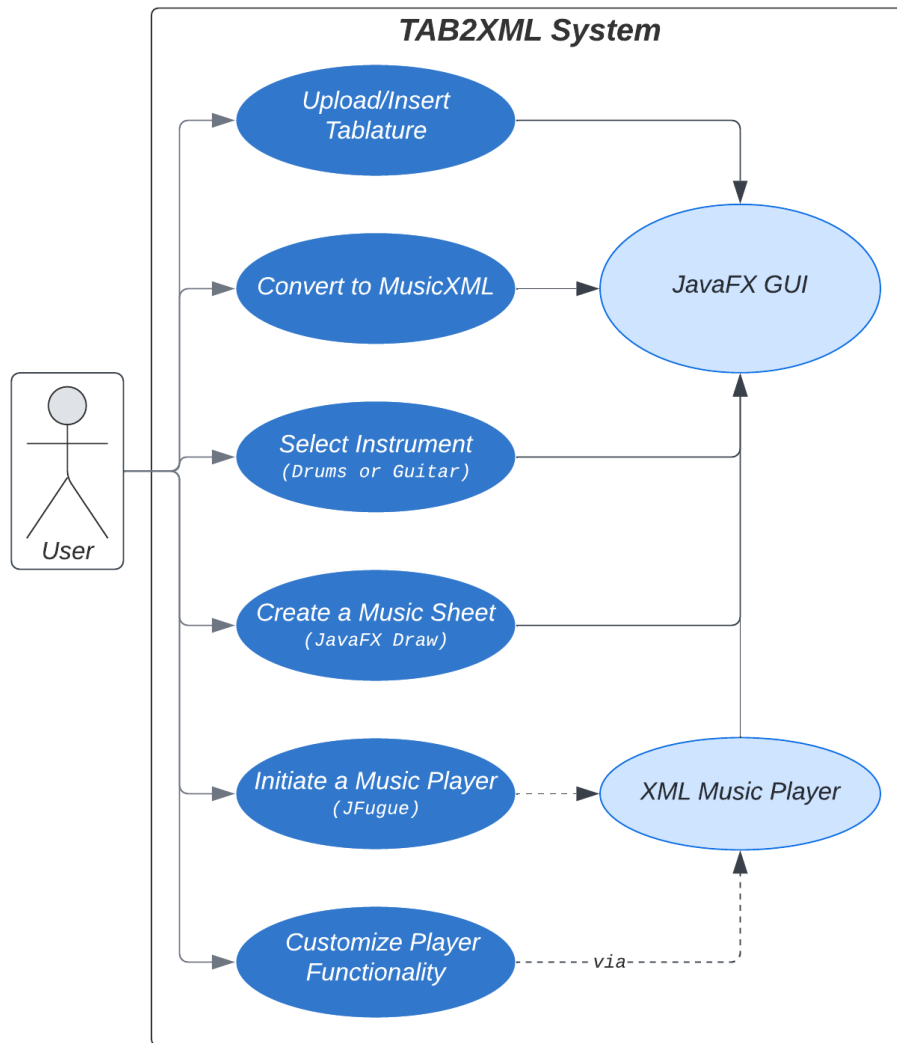 TAB2XML System
Upload/Insert
Tablature
Convert to MusicXML
JavaFX GUI
Select Instrument
(Drums or Guitar)
User
Create a Music Sheet
(JavaFX Draw)
Initiate a Music Player
(JFugue)
XML Music Player
Customize Player
Functionality
via